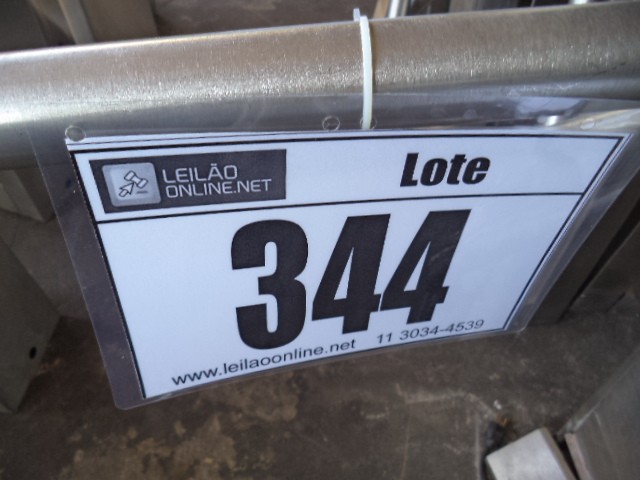 LEILÃO
ONLINE.NET
Lote
344
www.leilaoonline.net 11 3034-4539